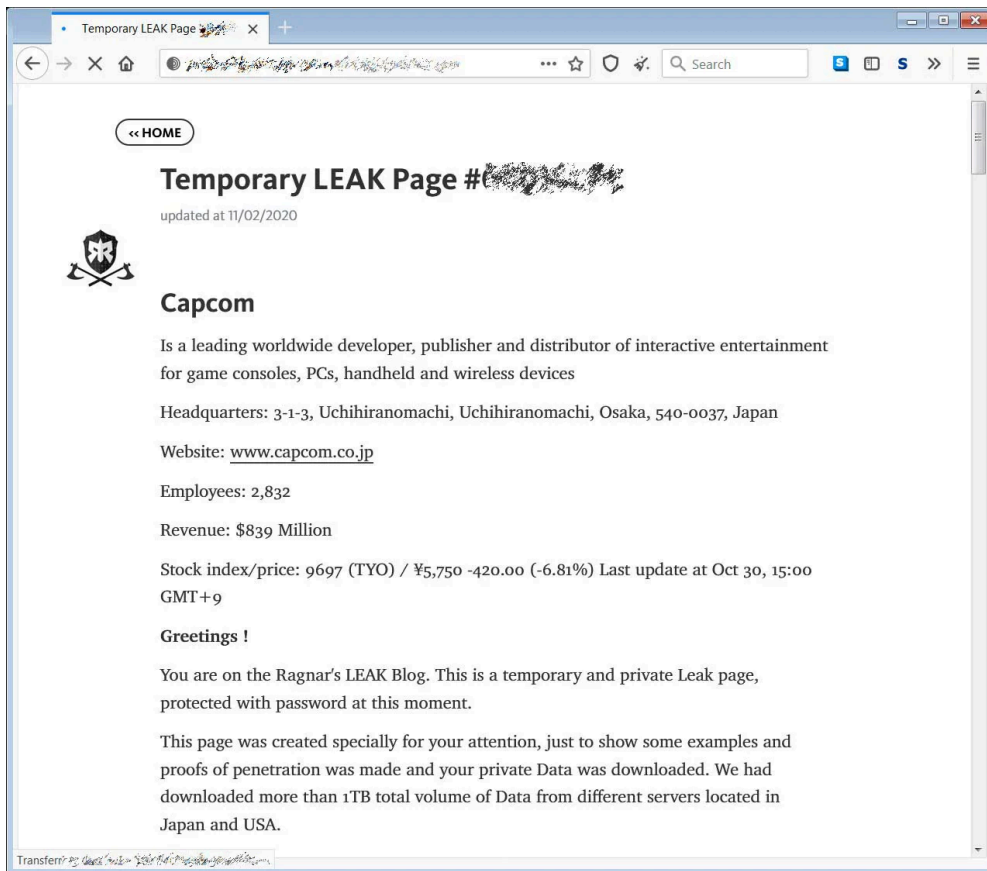 Temporary LEAK Page
Search
<< HOME
Temporary LEAK Page #
updated at 11/02/2020
Capcom
Is a leading worldwide developer, publisher and distributor of interactive entertainment
for game consoles, PCs, handheld and wireless devices
Headquarters: 3-1-3, Uchihiranomachi, Uchihiranomachi, Osaka, 540-0037, Japan
Website: www.capcom.co.jp
Employees: 2,832
Revenue: $839 Million
Stock index/price: 9697 (TYO) / ¥5,750 -420.00 (-6.81%) Last update at Oct 30, 15:00
GMT+9
Greetings !
You are on the Ragnar's LEAK Blog. This is a temporary and private Leak page,
protected with password at this moment.
This page was created specially for your attention, just to show some examples and
proofs of penetration was made and your private Data was downloaded. We had
downloaded more than 1TB total volume of Data from different servers located in
Japan and USA.